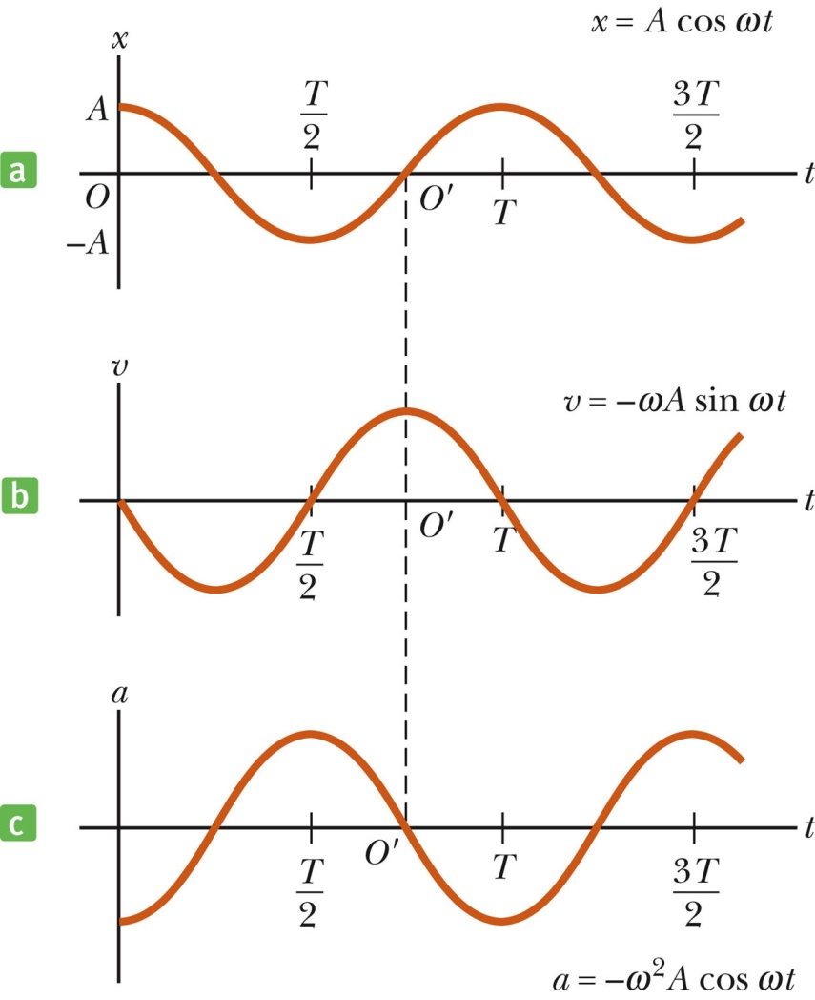 x = A cos ωt
x
A
T/2
3T/2
a
t
O
O′
T
−A
v
v = −ωA sin ωt
b
t
O′
T/2
T
3T/2
a
c
t
O′
T/2
T
3T/2
a = −ω²A cos ωt